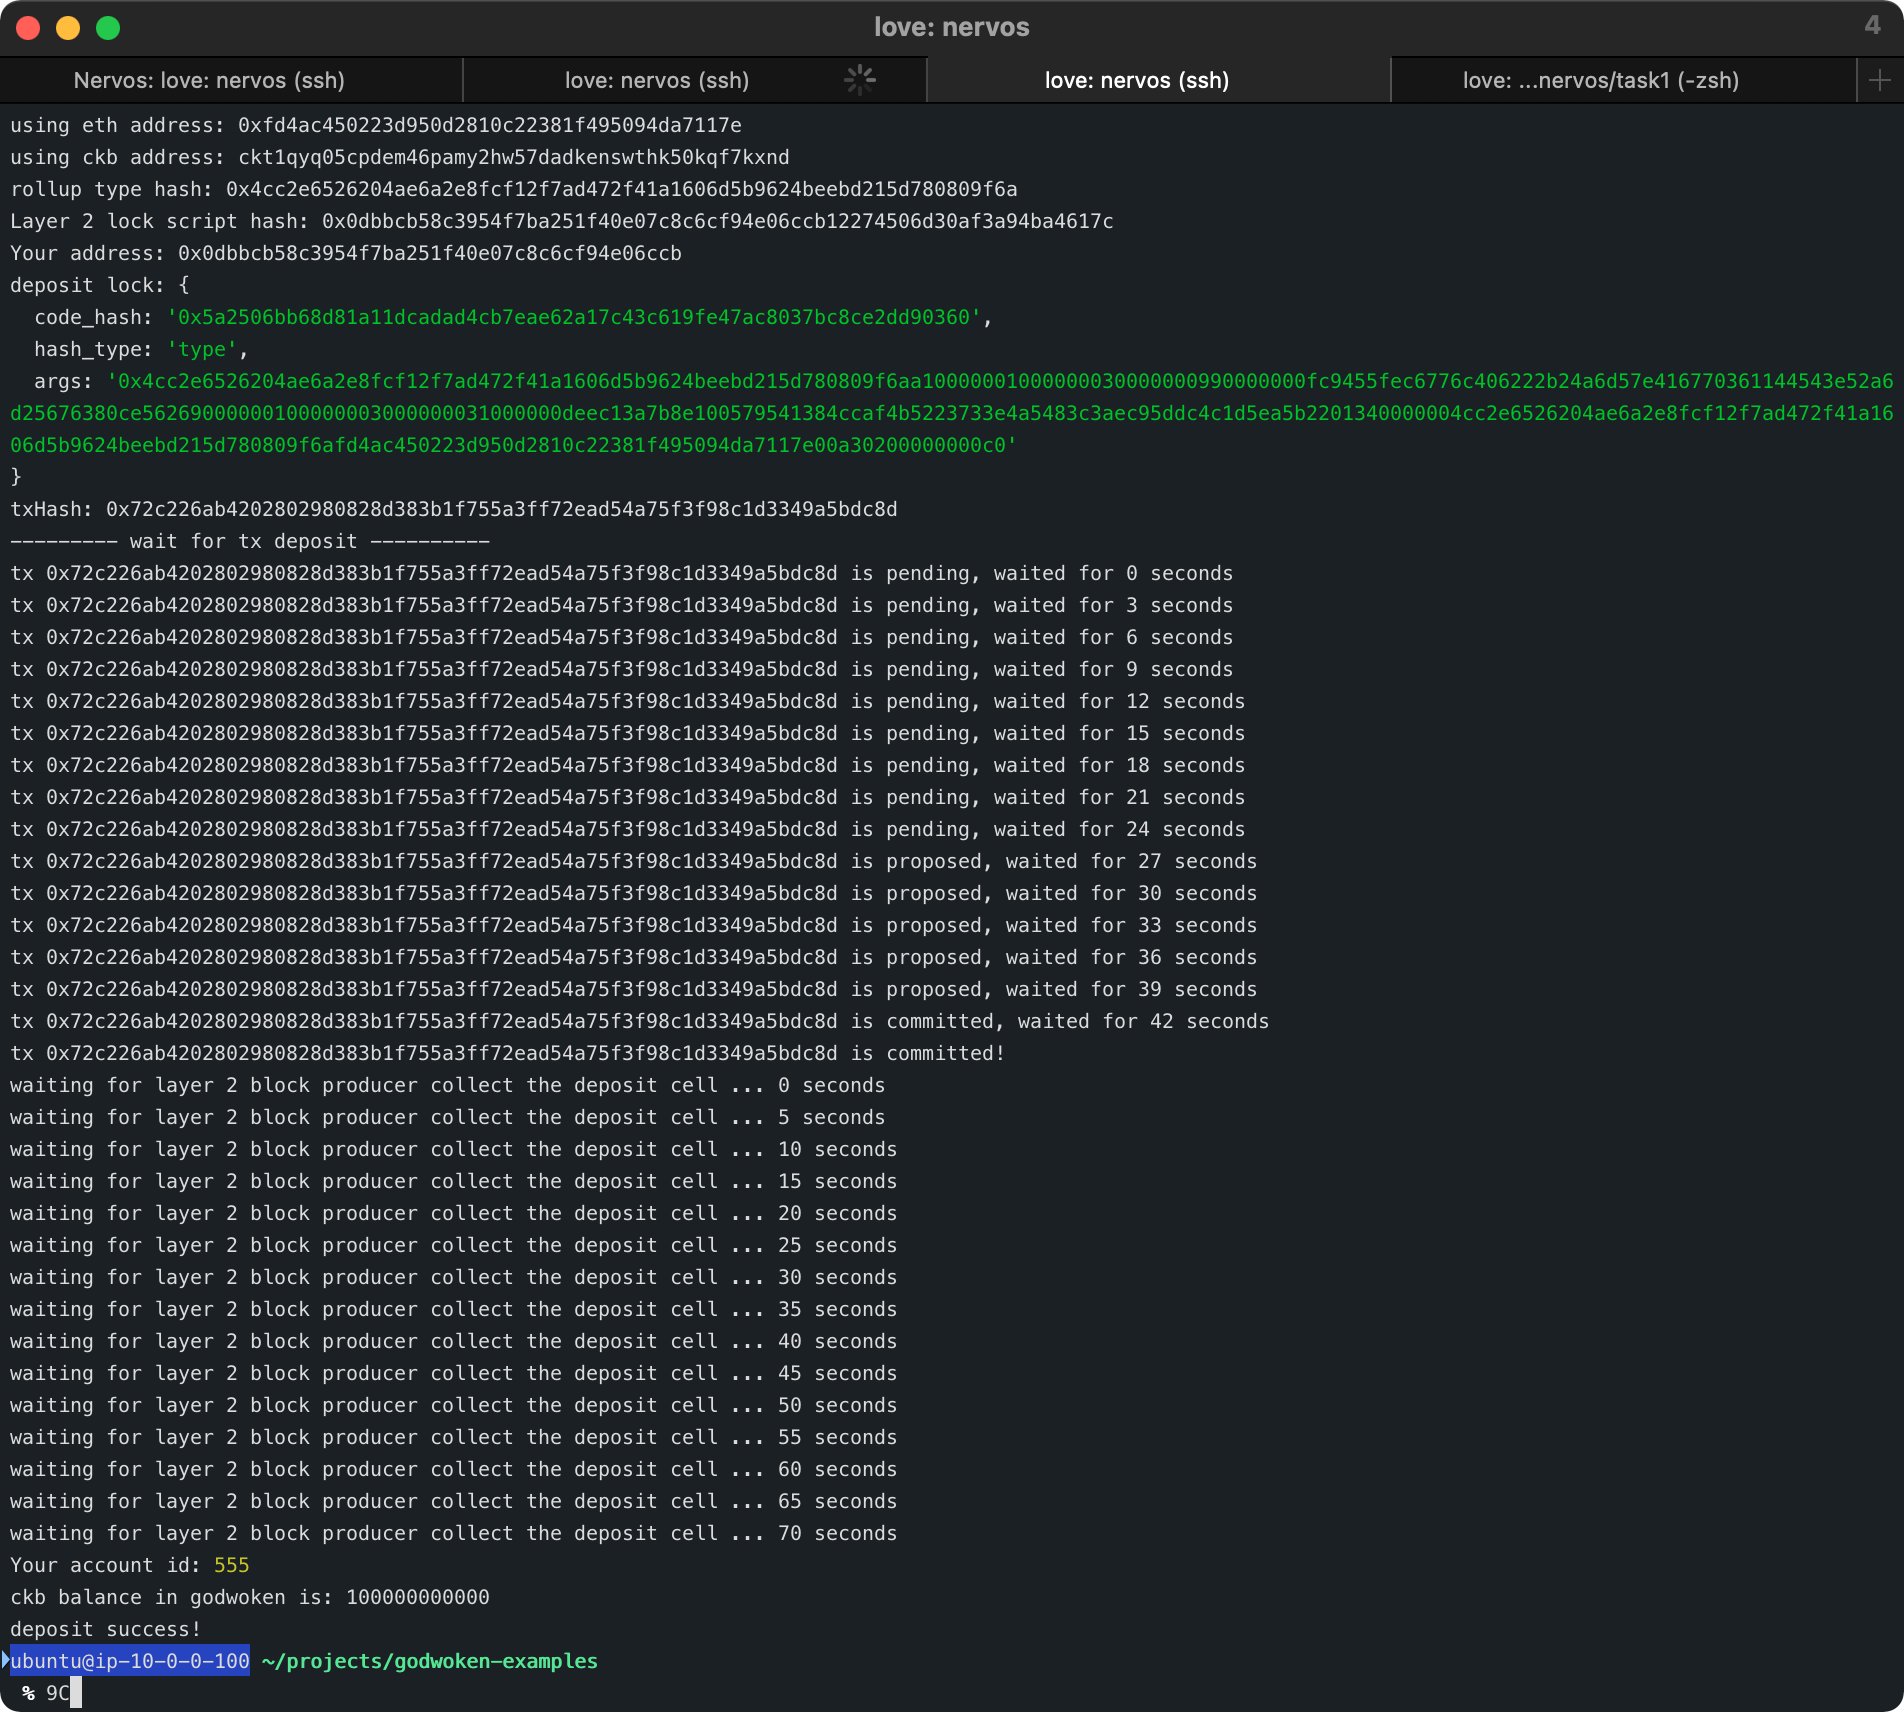 love: nervos
4
Nervos: love: nervos (ssh)
love: nervos (ssh)
love: nervos (ssh)
love: ...nervos/task1 (-zsh)
using eth address: 0xfd4ac450223d950d2810c22381f495094da7117e
using ckb address: ckt1qyq05cpdem46pamy2hw57dadkenswthk50kqf7kxnd
rollup type hash: 0x4cc2e6526204ae6a2e8fcf12f7ad472f41a1606d5b9624beebd215d780809f6a
Layer 2 lock script hash: 0x0dbbcb58c3954f7ba251f40e07c8c6cf94e06ccb12274506d30af3a94ba4617c
Your address: 0x0dbbcb58c3954f7ba251f40e07c8c6cf94e06ccb
deposit lock: {
  code_hash: '0x5a2506bb68d81a11dcadad4cb7eae62a17c43c619fe47ac8037bc8ce2dd90360',
  hash_type: 'type',
  args: '0x4cc2e6526204ae6a2e8fcf12f7ad472f41a1606d5b9624beebd215d780809f6aa10000001000000030000000990000000fc9455fec6776c406222b24a6d57e416770361144543e52a6
d25676380ce56269000000100000003000000031000000deec13a7b8e100579541384ccaf4b5223733e4a5483c3aec95ddc4c1d5ea5b2201340000004cc2e6526204ae6a2e8fcf12f7ad472f41a16
06d5b9624beebd215d780809f6afd4ac450223d950d2810c22381f495094da7117e00a30200000000c0'
}
txHash: 0x72c226ab4202802980828d383b1f755a3ff72ead54a75f3f98c1d3349a5bdc8d
--------- wait for tx deposit ----------
tx 0x72c226ab4202802980828d383b1f755a3ff72ead54a75f3f98c1d3349a5bdc8d is pending, waited for 0 seconds
tx 0x72c226ab4202802980828d383b1f755a3ff72ead54a75f3f98c1d3349a5bdc8d is pending, waited for 3 seconds
tx 0x72c226ab4202802980828d383b1f755a3ff72ead54a75f3f98c1d3349a5bdc8d is pending, waited for 6 seconds
tx 0x72c226ab4202802980828d383b1f755a3ff72ead54a75f3f98c1d3349a5bdc8d is pending, waited for 9 seconds
tx 0x72c226ab4202802980828d383b1f755a3ff72ead54a75f3f98c1d3349a5bdc8d is pending, waited for 12 seconds
tx 0x72c226ab4202802980828d383b1f755a3ff72ead54a75f3f98c1d3349a5bdc8d is pending, waited for 15 seconds
tx 0x72c226ab4202802980828d383b1f755a3ff72ead54a75f3f98c1d3349a5bdc8d is pending, waited for 18 seconds
tx 0x72c226ab4202802980828d383b1f755a3ff72ead54a75f3f98c1d3349a5bdc8d is pending, waited for 21 seconds
tx 0x72c226ab4202802980828d383b1f755a3ff72ead54a75f3f98c1d3349a5bdc8d is pending, waited for 24 seconds
tx 0x72c226ab4202802980828d383b1f755a3ff72ead54a75f3f98c1d3349a5bdc8d is proposed, waited for 27 seconds
tx 0x72c226ab4202802980828d383b1f755a3ff72ead54a75f3f98c1d3349a5bdc8d is proposed, waited for 30 seconds
tx 0x72c226ab4202802980828d383b1f755a3ff72ead54a75f3f98c1d3349a5bdc8d is proposed, waited for 33 seconds
tx 0x72c226ab4202802980828d383b1f755a3ff72ead54a75f3f98c1d3349a5bdc8d is proposed, waited for 36 seconds
tx 0x72c226ab4202802980828d383b1f755a3ff72ead54a75f3f98c1d3349a5bdc8d is proposed, waited for 39 seconds
tx 0x72c226ab4202802980828d383b1f755a3ff72ead54a75f3f98c1d3349a5bdc8d is committed, waited for 42 seconds
tx 0x72c226ab4202802980828d383b1f755a3ff72ead54a75f3f98c1d3349a5bdc8d is committed!
waiting for layer 2 block producer collect the deposit cell ... 0 seconds
waiting for layer 2 block producer collect the deposit cell ... 5 seconds
waiting for layer 2 block producer collect the deposit cell ... 10 seconds
waiting for layer 2 block producer collect the deposit cell ... 15 seconds
waiting for layer 2 block producer collect the deposit cell ... 20 seconds
waiting for layer 2 block producer collect the deposit cell ... 25 seconds
waiting for layer 2 block producer collect the deposit cell ... 30 seconds
waiting for layer 2 block producer collect the deposit cell ... 35 seconds
waiting for layer 2 block producer collect the deposit cell ... 40 seconds
waiting for layer 2 block producer collect the deposit cell ... 45 seconds
waiting for layer 2 block producer collect the deposit cell ... 50 seconds
waiting for layer 2 block producer collect the deposit cell ... 55 seconds
waiting for layer 2 block producer collect the deposit cell ... 60 seconds
waiting for layer 2 block producer collect the deposit cell ... 65 seconds
waiting for layer 2 block producer collect the deposit cell ... 70 seconds
Your account id: 555
ckb balance in godwoken is: 100000000000
deposit success!
ubuntu@ip-10-0-0-100 ~/projects/godwoken-examples
% 9C